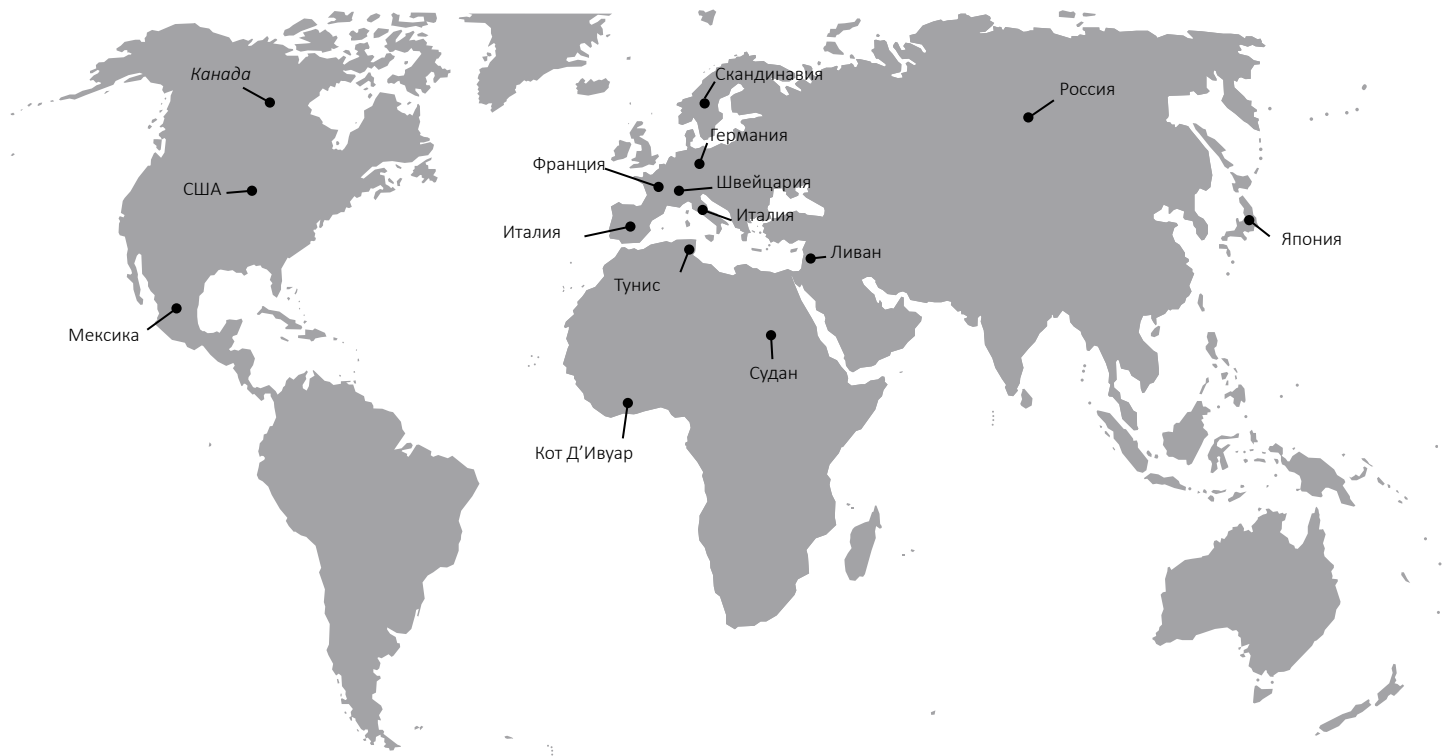 Канада
Скандинавия
Россия
Германия
Франция
Швейцария
США
Италия
Италия
Япония
Ливан
Тунис
Мексика
Судан
Кот Д’Ивуар